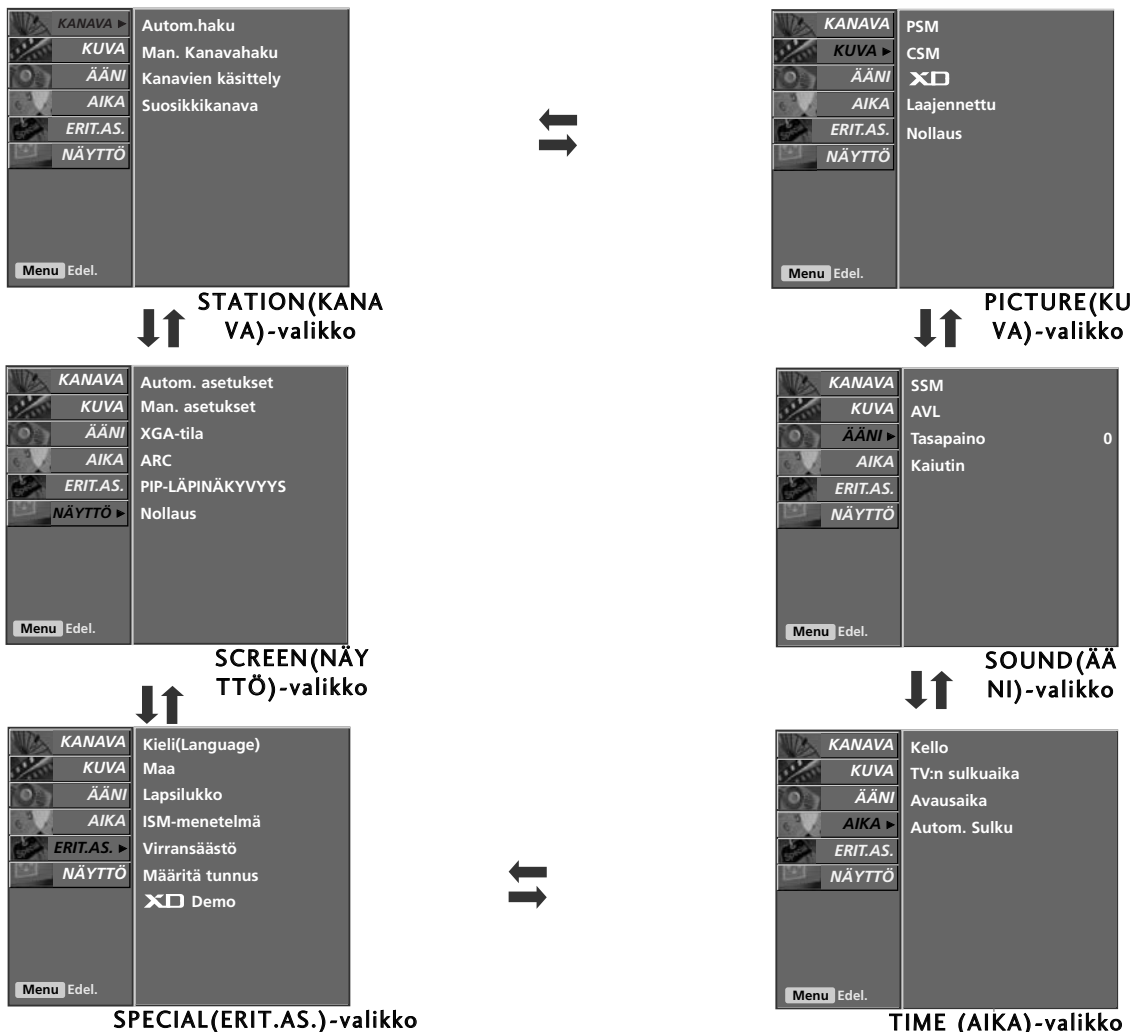 KANAVA ►
KUVA
ÄÄNI
AIKA
ERIT.AS.
NÄYTTÖ
Autom.haku
Man. Kanavahaku
Kanavien käsittely
Suosikkikanava
Menu Edel.
STATION(KANA
VA)-valikko
KANAVA
KUVA ►
ÄÄNI
AIKA
ERIT.AS.
NÄYTTÖ
PSM
CSM
XD
Laajennettu
Nollaus
Menu Edel.
PICTURE(KU
VA)-valikko
KANAVA
KUVA
ÄÄNI
AIKA
ERIT.AS.
NÄYTTÖ ►
Autom. asetukset
Man. asetukset
XGA-tila
ARC
PIP-LÄPINÄKYVYYS
Nollaus
Menu Edel.
SCREEN(NÄY
TTÖ)-valikko
KANAVA
KUVA
ÄÄNI ►
AIKA
ERIT.AS.
NÄYTTÖ
SSM
AVL
Tasapaino 0
Kaiutin
Menu Edel.
SOUND(ÄÄ
NI)-valikko
KANAVA
KUVA
ÄÄNI
AIKA
ERIT.AS. ►
NÄYTTÖ
Kieli(Language)
Maa
Lapsilukko
ISM-menetelmä
Virransäästö
Määritä tunnus
XD Demo
Menu Edel.
SPECIAL(ERIT.AS.)-valikko
KANAVA
KUVA
ÄÄNI
AIKA ►
ERIT.AS.
NÄYTTÖ
Kello
TV:n sulkuaika
Avausaika
Autom. Sulku
Menu Edel.
TIME (AIKA)-valikko